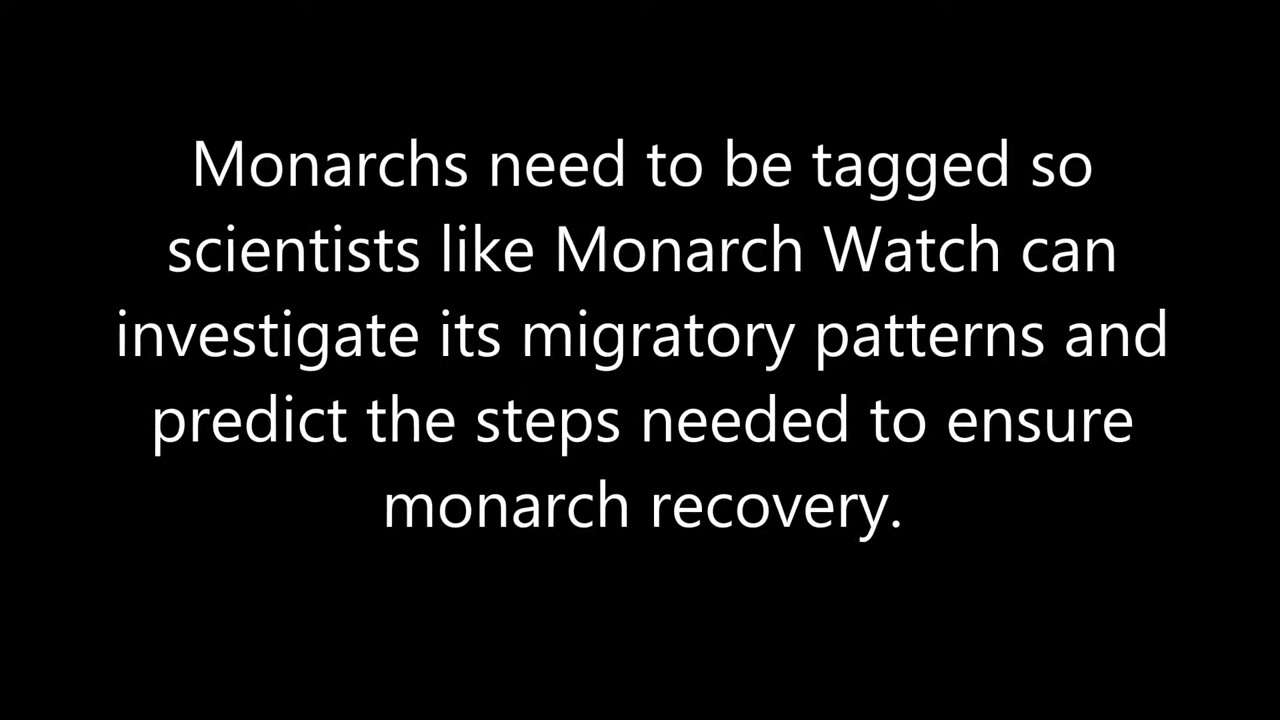 Monarchs need to be tagged so
scientists like Monarch Watch can
investigate its migratory patterns and
predict the steps needed to ensure
monarch recovery.